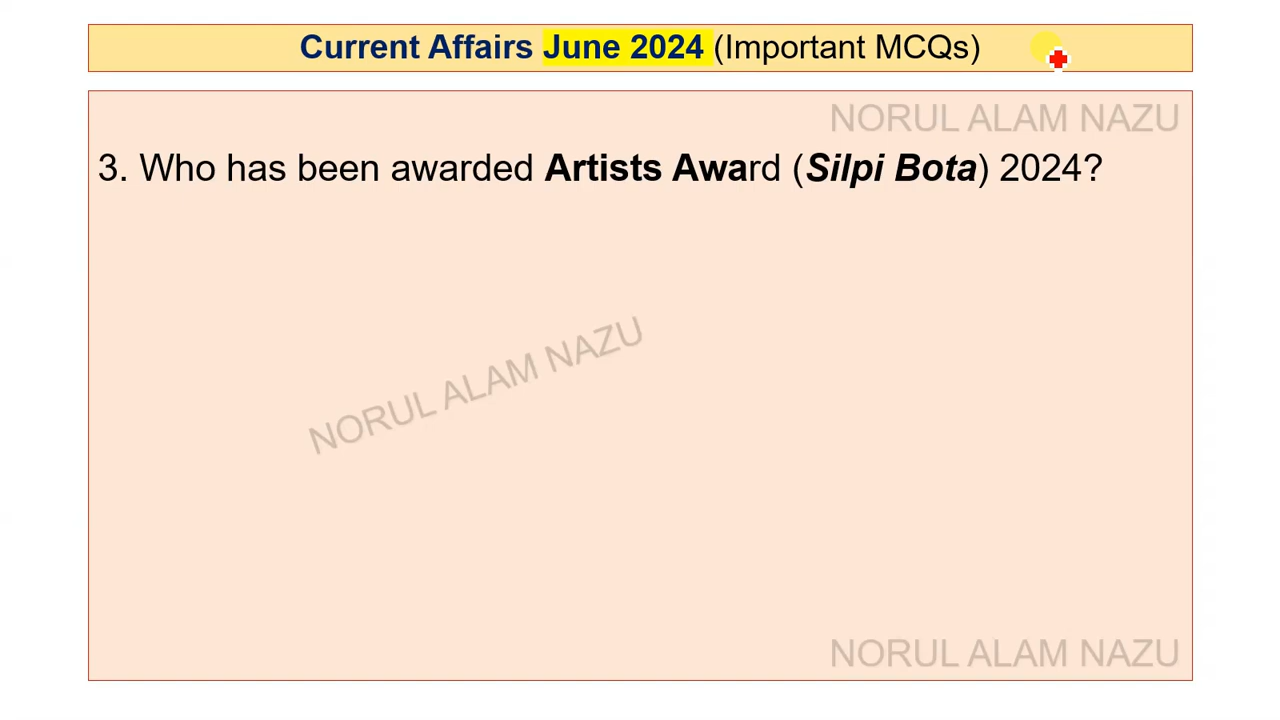 Current Affairs June 2024 (Important MCQs)
NORUL ALAM NAZU
3. Who has been awarded Artists Award (Silpi Bota) 2024?
NORUL ALAM NAZU
NORUL ALAM NAZU